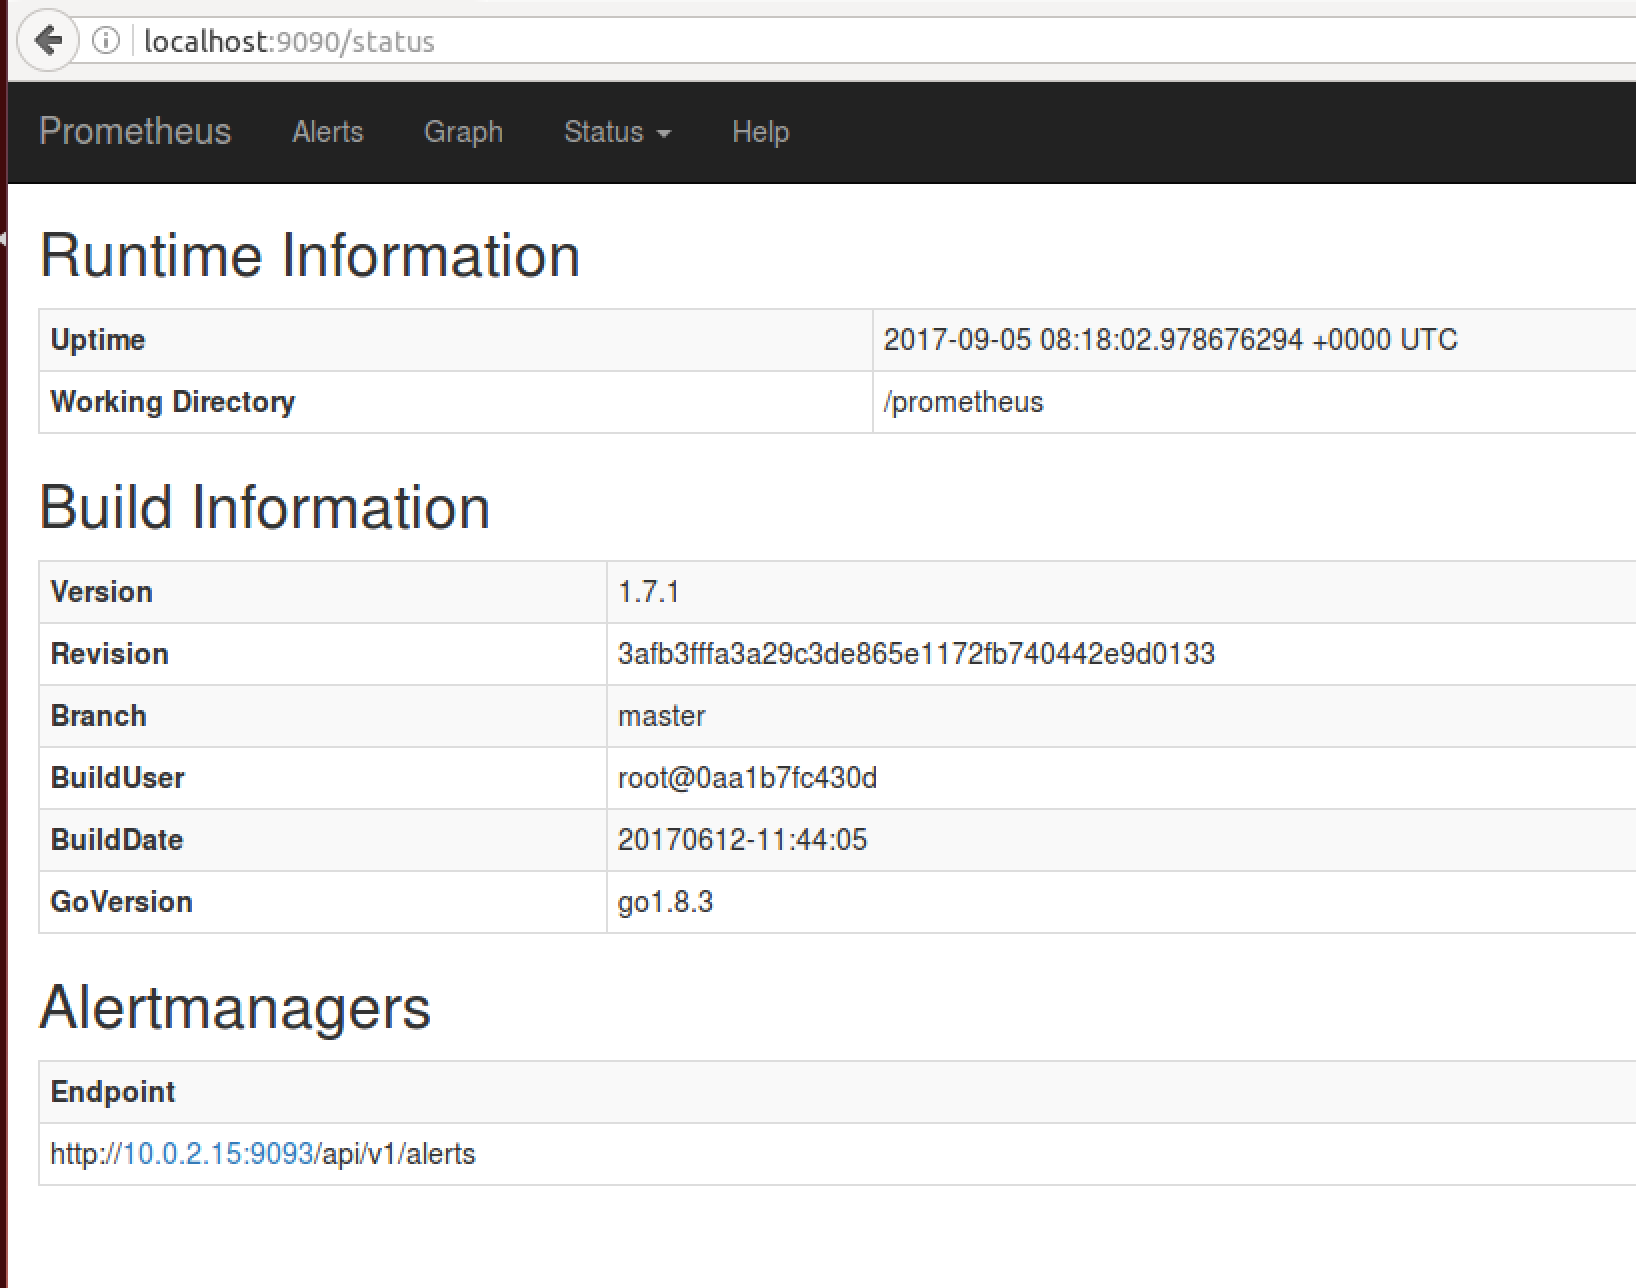 localhost:9090/status
Prometheus Alerts Graph Status Help
Runtime Information
Uptime 2017-09-05 08:18:02.978676294 +0000 UTC
Working Directory /prometheus
Build Information
Version 1.7.1
Revision 3afb3fffa3a29c3de865e1172fb740442e9d0133
Branch master
BuildUser root@0aa1b7fc430d
BuildDate 20170612-11:44:05
GoVersion go1.8.3
Alertmanagers
Endpoint
http://10.0.2.15:9093/api/v1/alerts